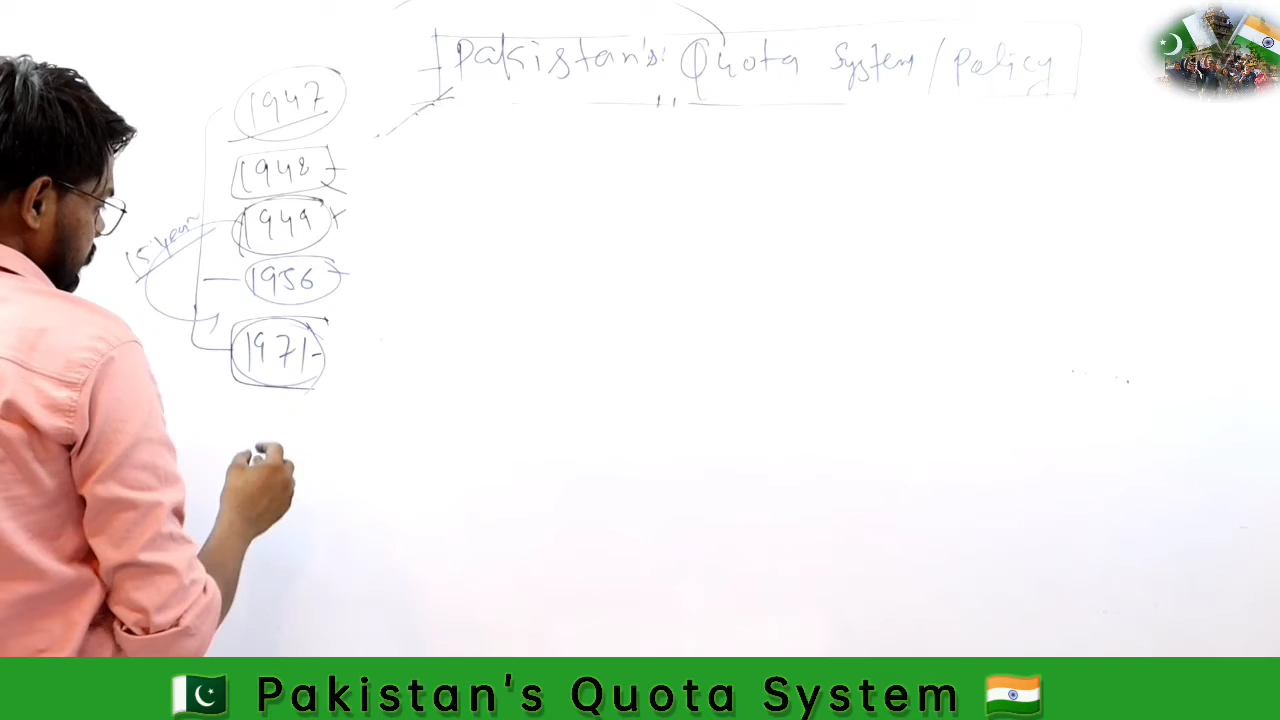 Pakistan's Quota System / Policy
1947
1948
1949
15 year
1956
1971
Pakistan's Quota System